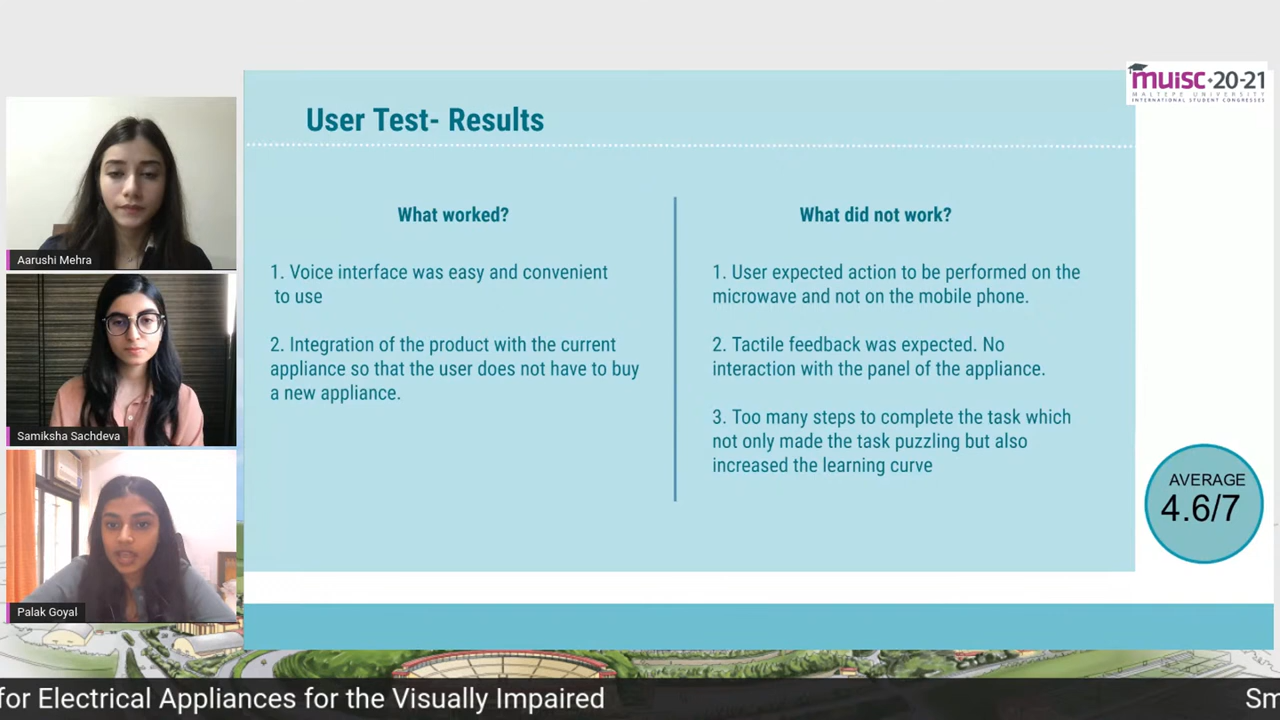 muisc·20-21
MALTEPE UNIVERSITY
INTERNATIONAL STUDENT CONGRESSES
User Test- Results
What worked?
1. Voice interface was easy and convenient
to use
2. Integration of the product with the current
appliance so that the user does not have to buy
a new appliance.
What did not work?
1. User expected action to be performed on the
microwave and not on the mobile phone.
2. Tactile feedback was expected. No
interaction with the panel of the appliance.
3. Too many steps to complete the task which
not only made the task puzzling but also
increased the learning curve
AVERAGE
4.6/7
Aarushi Mehra
Samiksha Sachdeva
Palak Goyal
for Electrical Appliances for the Visually Impaired
Sm